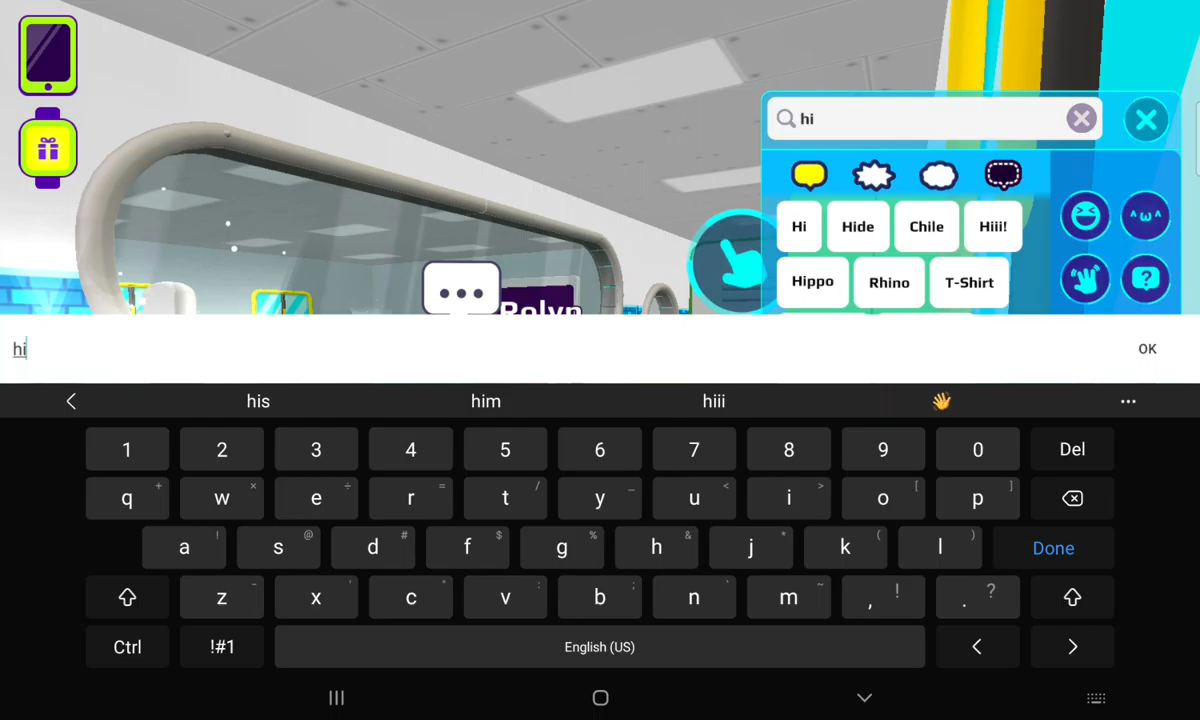 hi
Hi Hide Chile Hiii!
^ω^
Hippo Rhino T-Shirt
?
Polyp
hi
OK
his him hiii 👋 ...
1 2 3 4 5 6 7 8 9 0 Del
q + w × e ÷ r = t / y _ u < i > o [ p ]
a ! s @ d # f $ g % h & j * k ( l ) Done
z - x ' c " v : b ; n ' m ~ , ! . ?
Ctrl !#1 English (US) < >